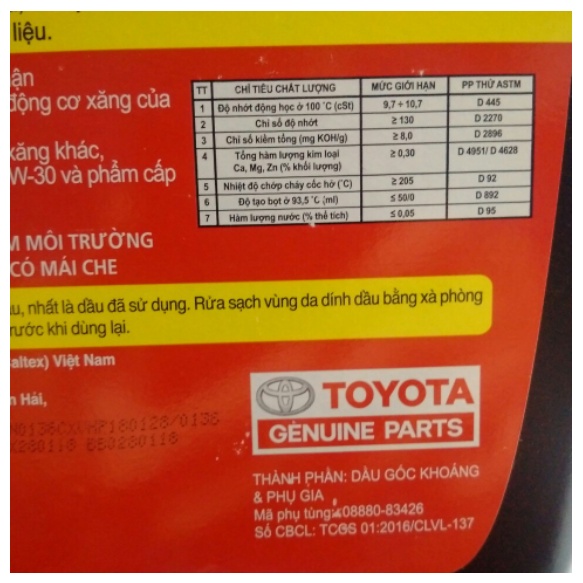 liệu.
ận
động cơ xăng của
xăng khác,
W-30 và phẩm cấp
TT CHỈ TIÊU CHẤT LƯỢNG MỨC GIỚI HẠN PP THỬ ASTM
1 Độ nhớt động học ở 100 °C (cSt) 9,7 ÷ 10,7 D 445
2 Chỉ số độ nhớt ≥ 130 D 2270
3 Chỉ số kiềm tổng (mg KOH/g) ≥ 8,0 D 2896
4 Tổng hàm lượng kim loại ≥ 0,30 D 4951/ D 4628
Ca, Mg, Zn (% khối lượng)
5 Nhiệt độ chớp cháy cốc hở (°C) ≥ 205 D 92
6 Độ tạo bọt ở 93,5 °C (ml) ≤ 50/0 D 892
7 Hàm lượng nước (% thể tích) ≤ 0,05 D 95
M MÔI TRƯỜNG
CÓ MÁI CHE
u, nhất là dầu đã sử dụng. Rửa sạch vùng da dính dầu bằng xà phòng
rước khi dùng lại.
altex) Việt Nam
n Hải,
TOYOTA
GENUINE PARTS
THÀNH PHẦN: DẦU GỐC KHOÁNG
& PHỤ GIA
Mã phụ tùng: 08880-83426
Số CBCL: TCCS 01:2016/CLVL-137